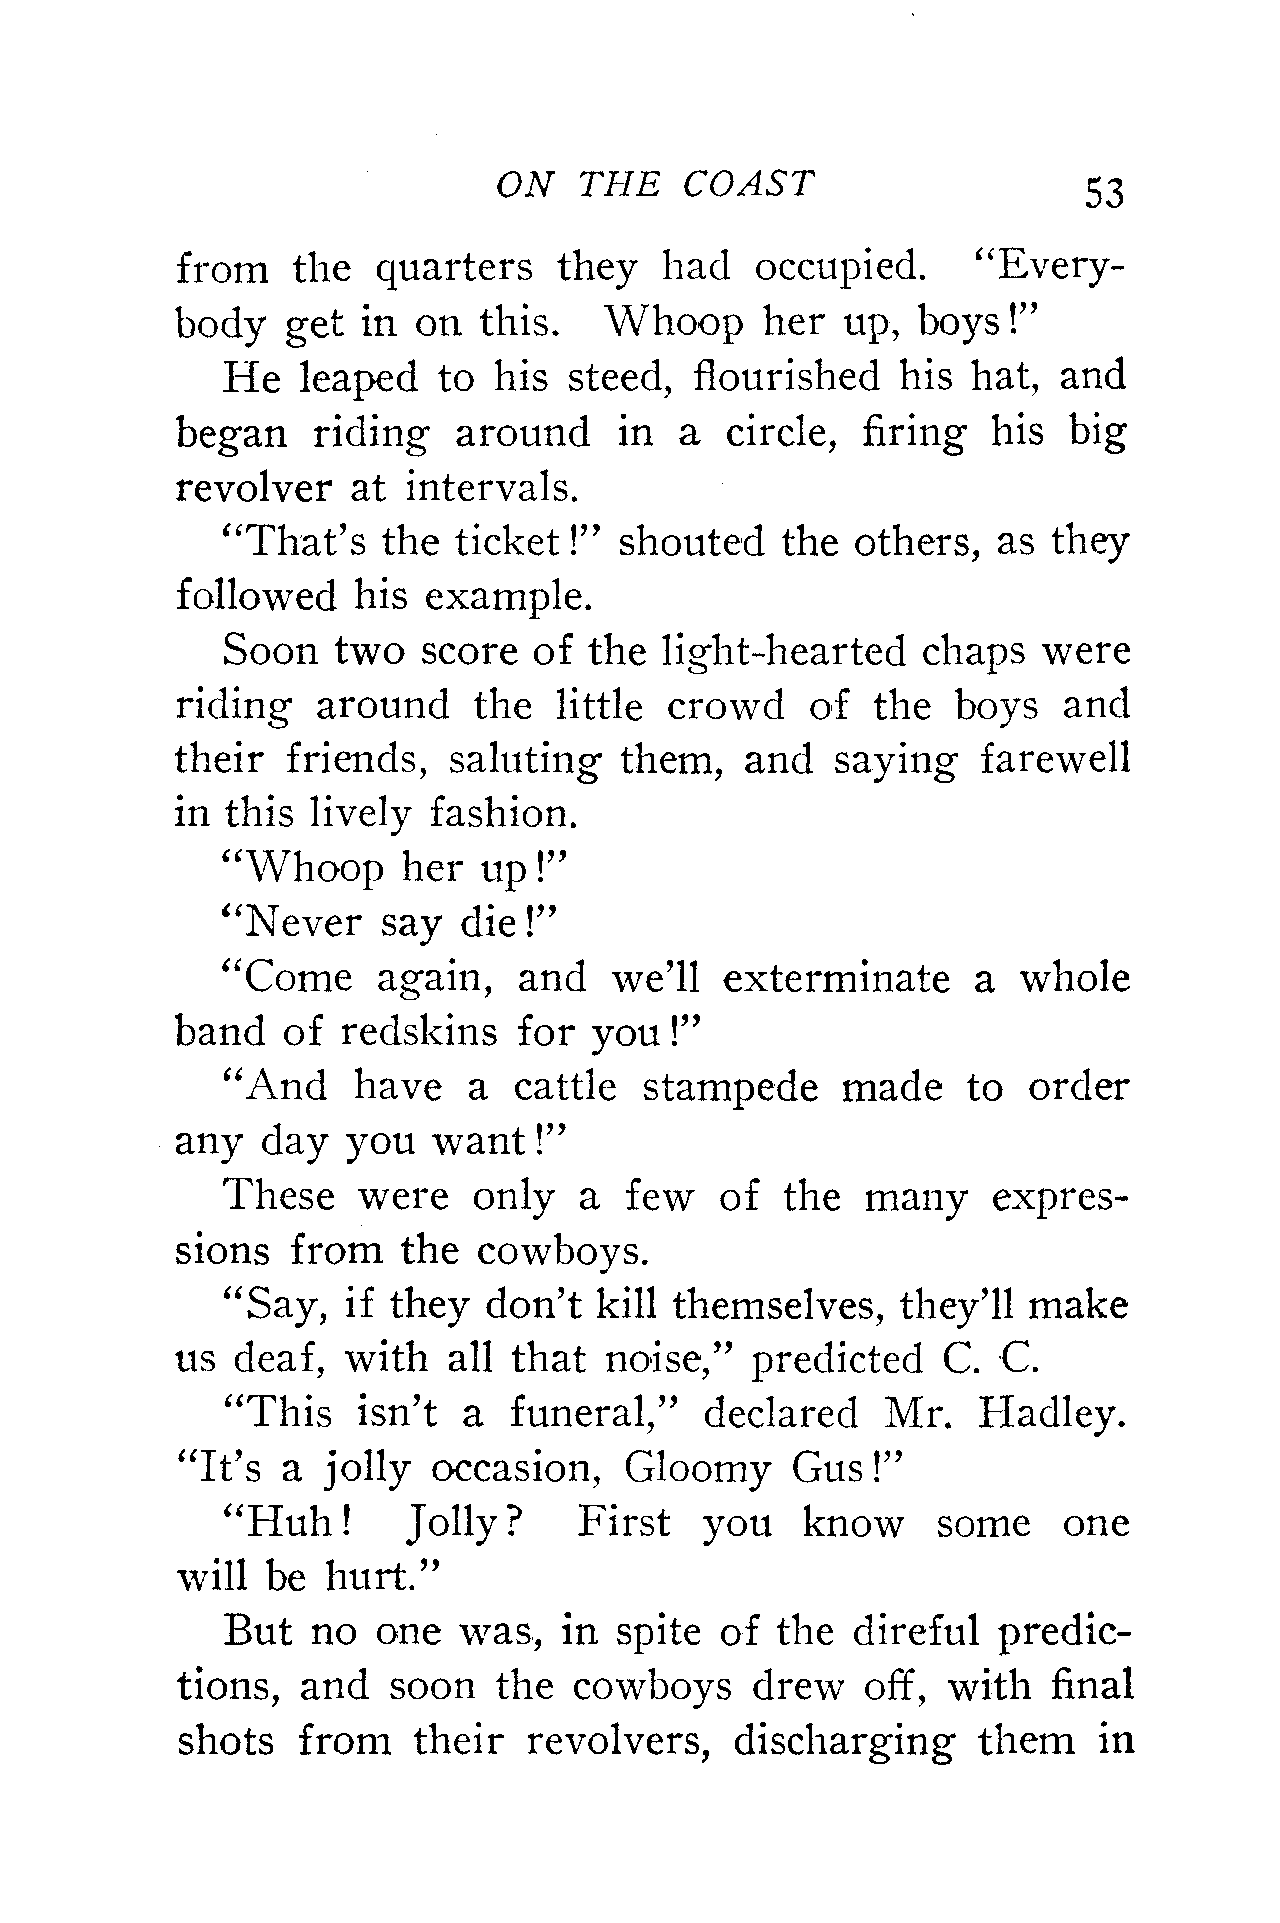 ON THE COAST 53
from the quarters they had occupied. “Every-
body get in on this. Whoop her up, boys!”
He leaped to his steed, flourished his hat, and
began riding around in a circle, firing his big
revolver at intervals.
“That’s the ticket!” shouted the others, as they
followed his example.
Soon two score of the light-hearted chaps were
riding around the little crowd of the boys and
their friends, saluting them, and saying farewell
in this lively fashion.
“Whoop her up!”
“Never say die!”
“Come again, and we’ll exterminate a whole
band of redskins for you!”
“And have a cattle stampede made to order
any day you want!”
These were only a few of the many expres-
sions from the cowboys.
“Say, if they don’t kill themselves, they’ll make
us deaf, with all that noise,” predicted C. C.
“This isn’t a funeral,” declared Mr. Hadley.
“It’s a jolly occasion, Gloomy Gus!”
“Huh! Jolly? First you know some one
will be hurt.”
But no one was, in spite of the direful predic-
tions, and soon the cowboys drew off, with final
shots from their revolvers, discharging them in